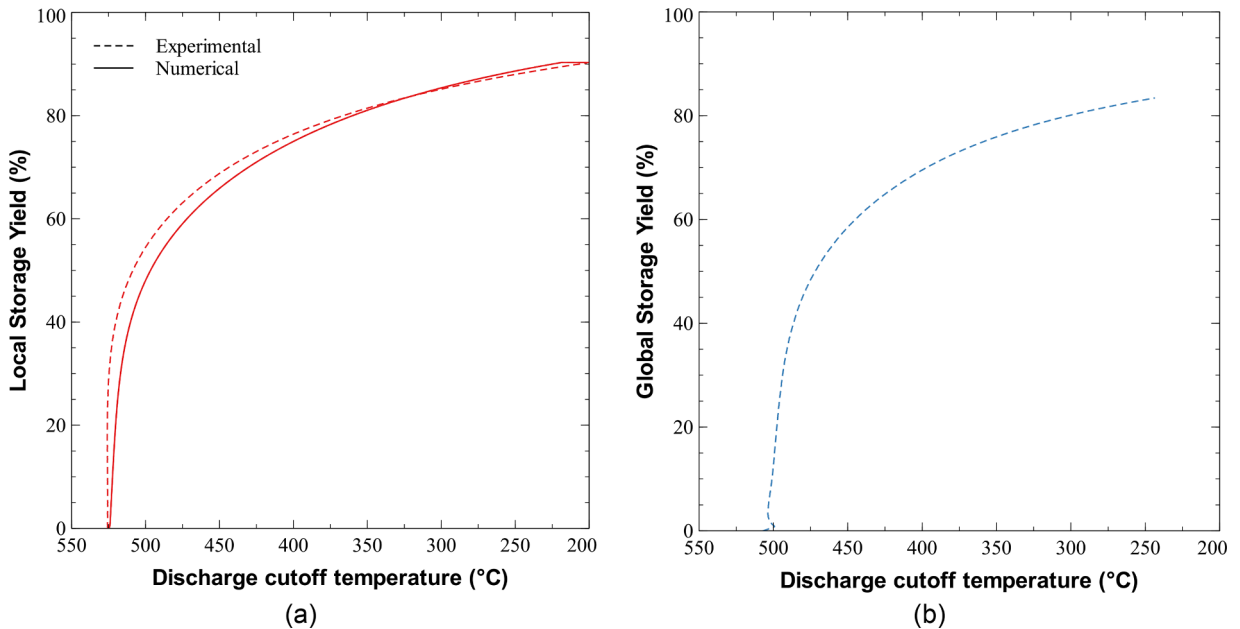 100
80
60
40
20
0
Local Storage Yield (%)
Experimental
Numerical
550 500 450 400 350 300 250 200
Discharge cutoff temperature (°C)
(a)
100
80
60
40
20
0
Global Storage Yield (%)
550 500 450 400 350 300 250 200
Discharge cutoff temperature (°C)
(b)